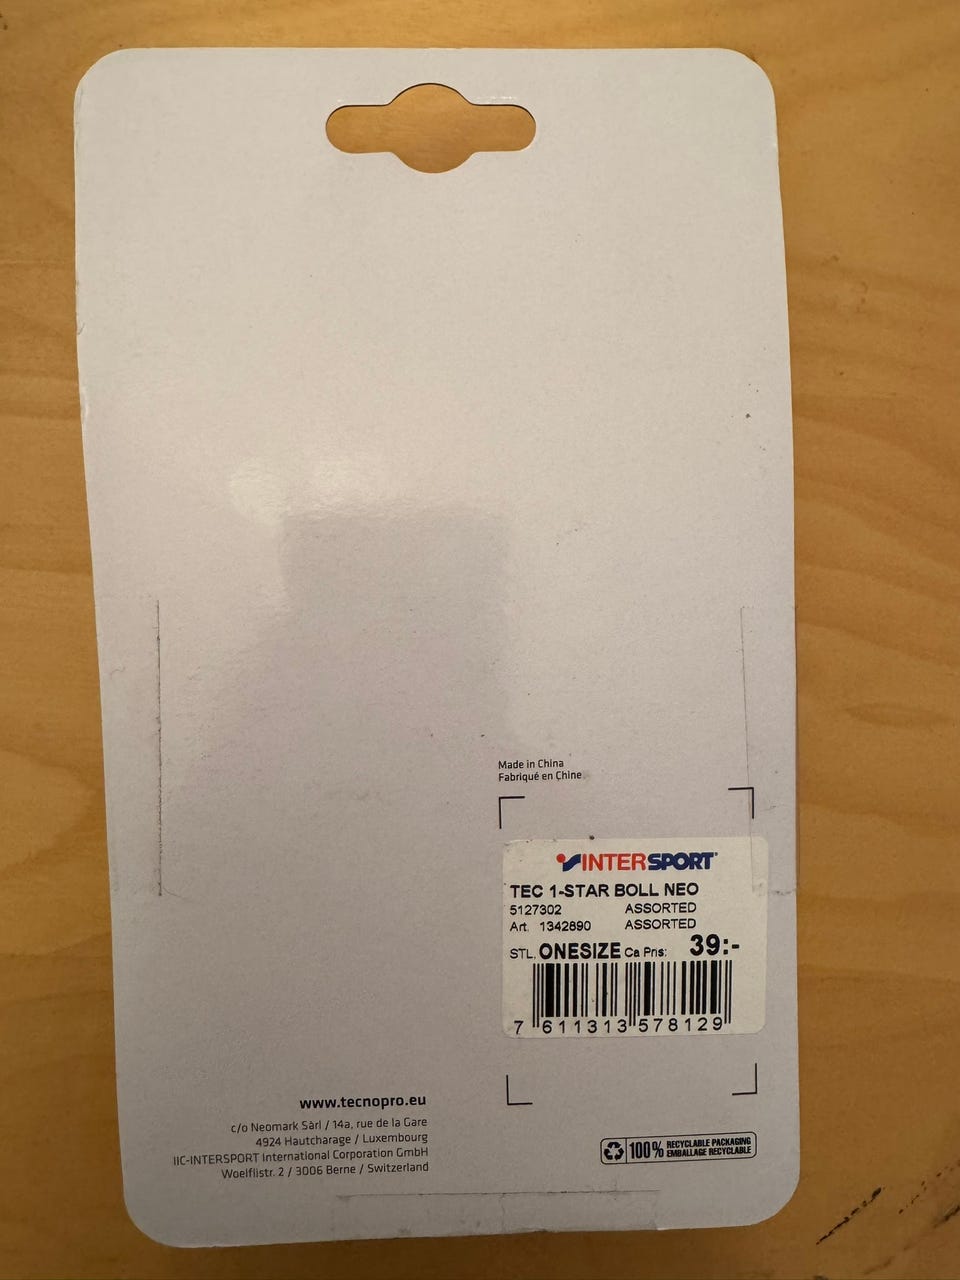 Made in China
Fabriqué en Chine
INTERSPORT
TEC 1-STAR BOLL NEO
5127302 ASSORTED
Art. 1342890 ASSORTED
STL. ONESIZE Ca Pris: 39:-
7 611313 578129
www.tecnopro.eu
c/o Neomark Sàrl / 14a, rue de la Gare
4924 Hautcharage / Luxembourg
IIC-INTERSPORT International Corporation GmbH
Woelflistr. 2 / 3006 Berne / Switzerland
100% RECYCLABLE PACKAGING
EMBALLAGE RECYCLABLE